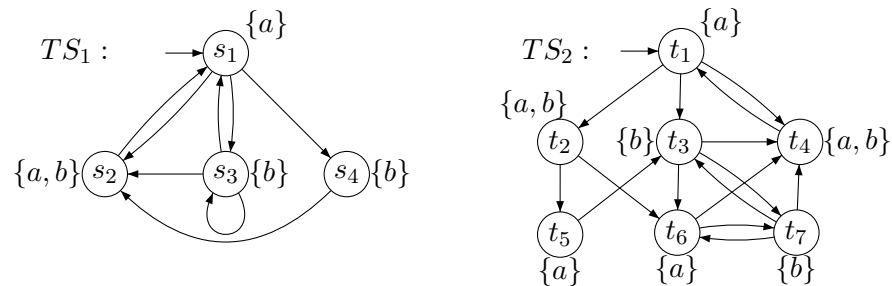 TS₁ : s₁ {a}
{a, b} s₂ s₃ {b} s₄ {b}
TS₂ : t₁ {a}
{a, b}
t₂ {b} t₃ t₄ {a, b}
t₅ t₆ t₇
{a} {a} {b}